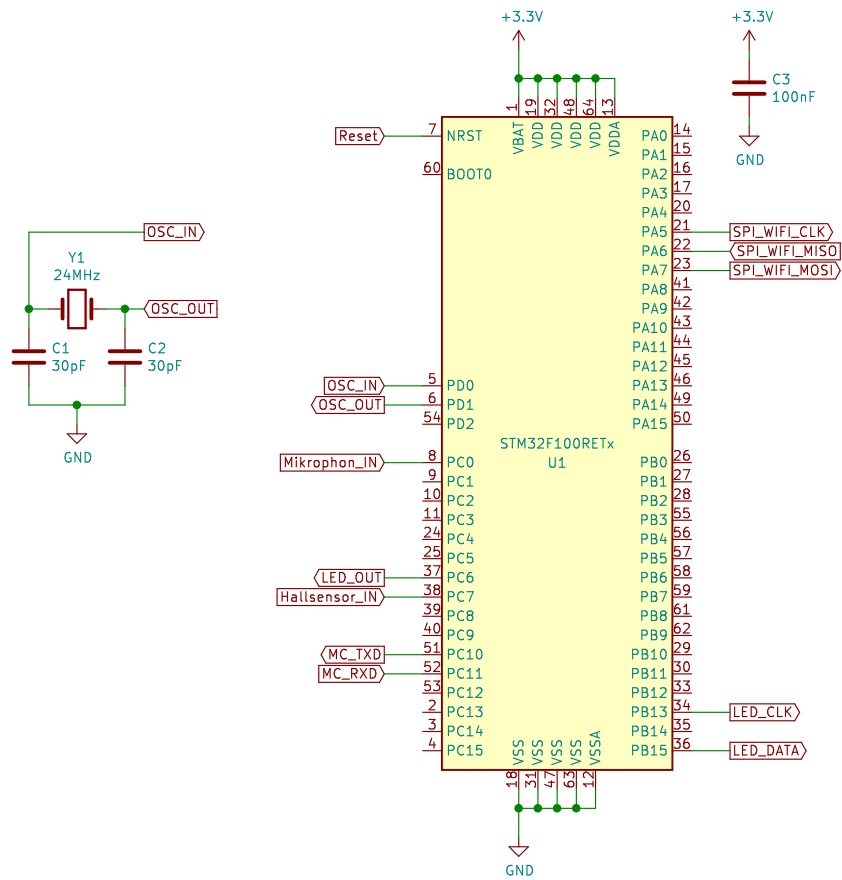 +3.3V
+3.3V
C3
100nF
GND
1
19
32
48
64
13
VBAT
VDD
VDD
VDD
VDD
VDDA
Reset
7
NRST
60
BOOT0
PA0
14
PA1
15
PA2
16
PA3
17
PA4
20
PA5
21
SPI_WIFI_CLK
PA6
22
SPI_WIFI_MISO
PA7
23
SPI_WIFI_MOSI
PA8
41
PA9
42
PA10
43
PA11
44
PA12
45
PA13
46
PA14
49
PA15
50
OSC_IN
Y1
24MHz
OSC_OUT
C1
30pF
C2
30pF
GND
OSC_IN
5
PD0
OSC_OUT
6
PD1
54
PD2
STM32F100RETx
U1
Mikrophon_IN
8
PC0
9
PC1
10
PC2
11
PC3
24
PC4
25
PC5
LED_OUT
37
PC6
Hallsensor_IN
38
PC7
39
PC8
40
PC9
MC_TXD
51
PC10
MC_RXD
52
PC11
53
PC12
2
PC13
3
PC14
4
PC15
PB0
26
PB1
27
PB2
28
PB3
55
PB4
56
PB5
57
PB6
58
PB7
59
PB8
61
PB9
62
PB10
29
PB11
30
PB12
33
PB13
34
LED_CLK
PB14
35
PB15
36
LED_DATA
VSS
VSS
VSS
VSS
VSSA
18
31
47
63
12
GND